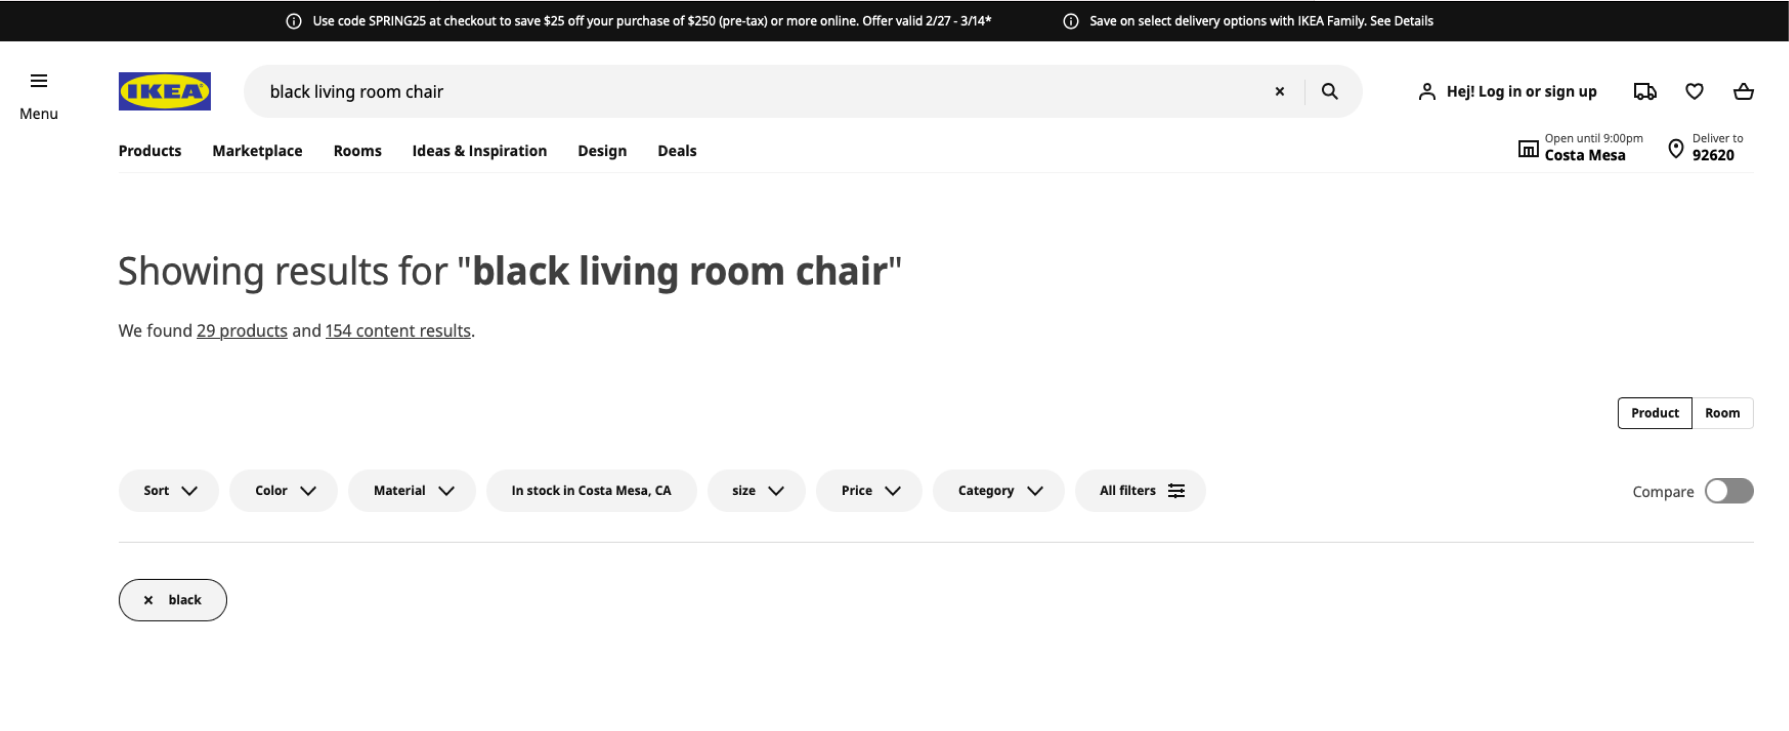 Use code SPRING25 at checkout to save $25 off your purchase of $250 (pre-tax) or more online. Offer valid 2/27 - 3/14*
Save on select delivery options with IKEA Family. See Details
Menu
IKEA
black living room chair
Hej! Log in or sign up
Products
Marketplace
Rooms
Ideas & Inspiration
Design
Deals
Open until 9:00pm
Costa Mesa
Deliver to
92620
Showing results for "black living room chair"
We found 29 products and 154 content results.
Product
Room
Sort
Color
Material
In stock in Costa Mesa, CA
size
Price
Category
All filters
Compare
black